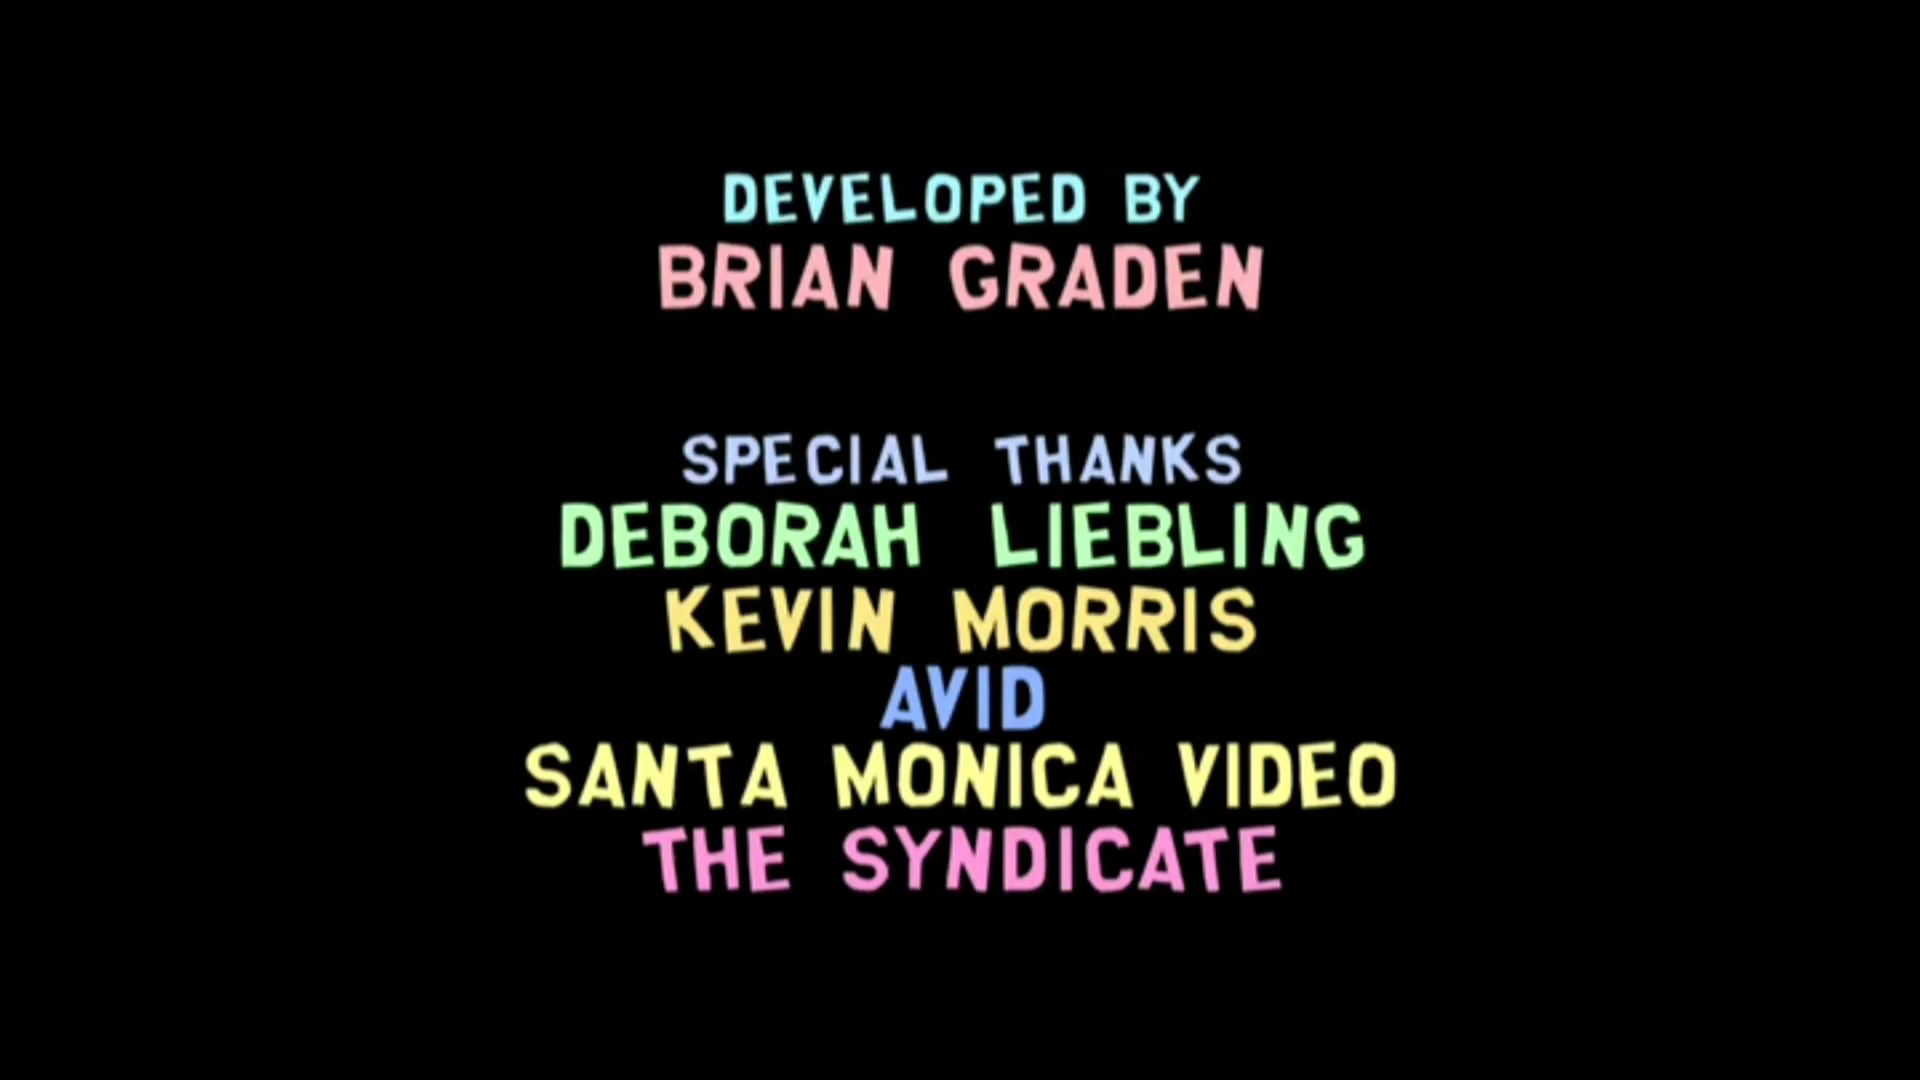 DEVELOPED BY
BRIAN GRADEN
SPECIAL THANKS
DEBORAH LIEBLING
KEVIN MORRIS
AVID
SANTA MONICA VIDEO
THE SYNDICATE